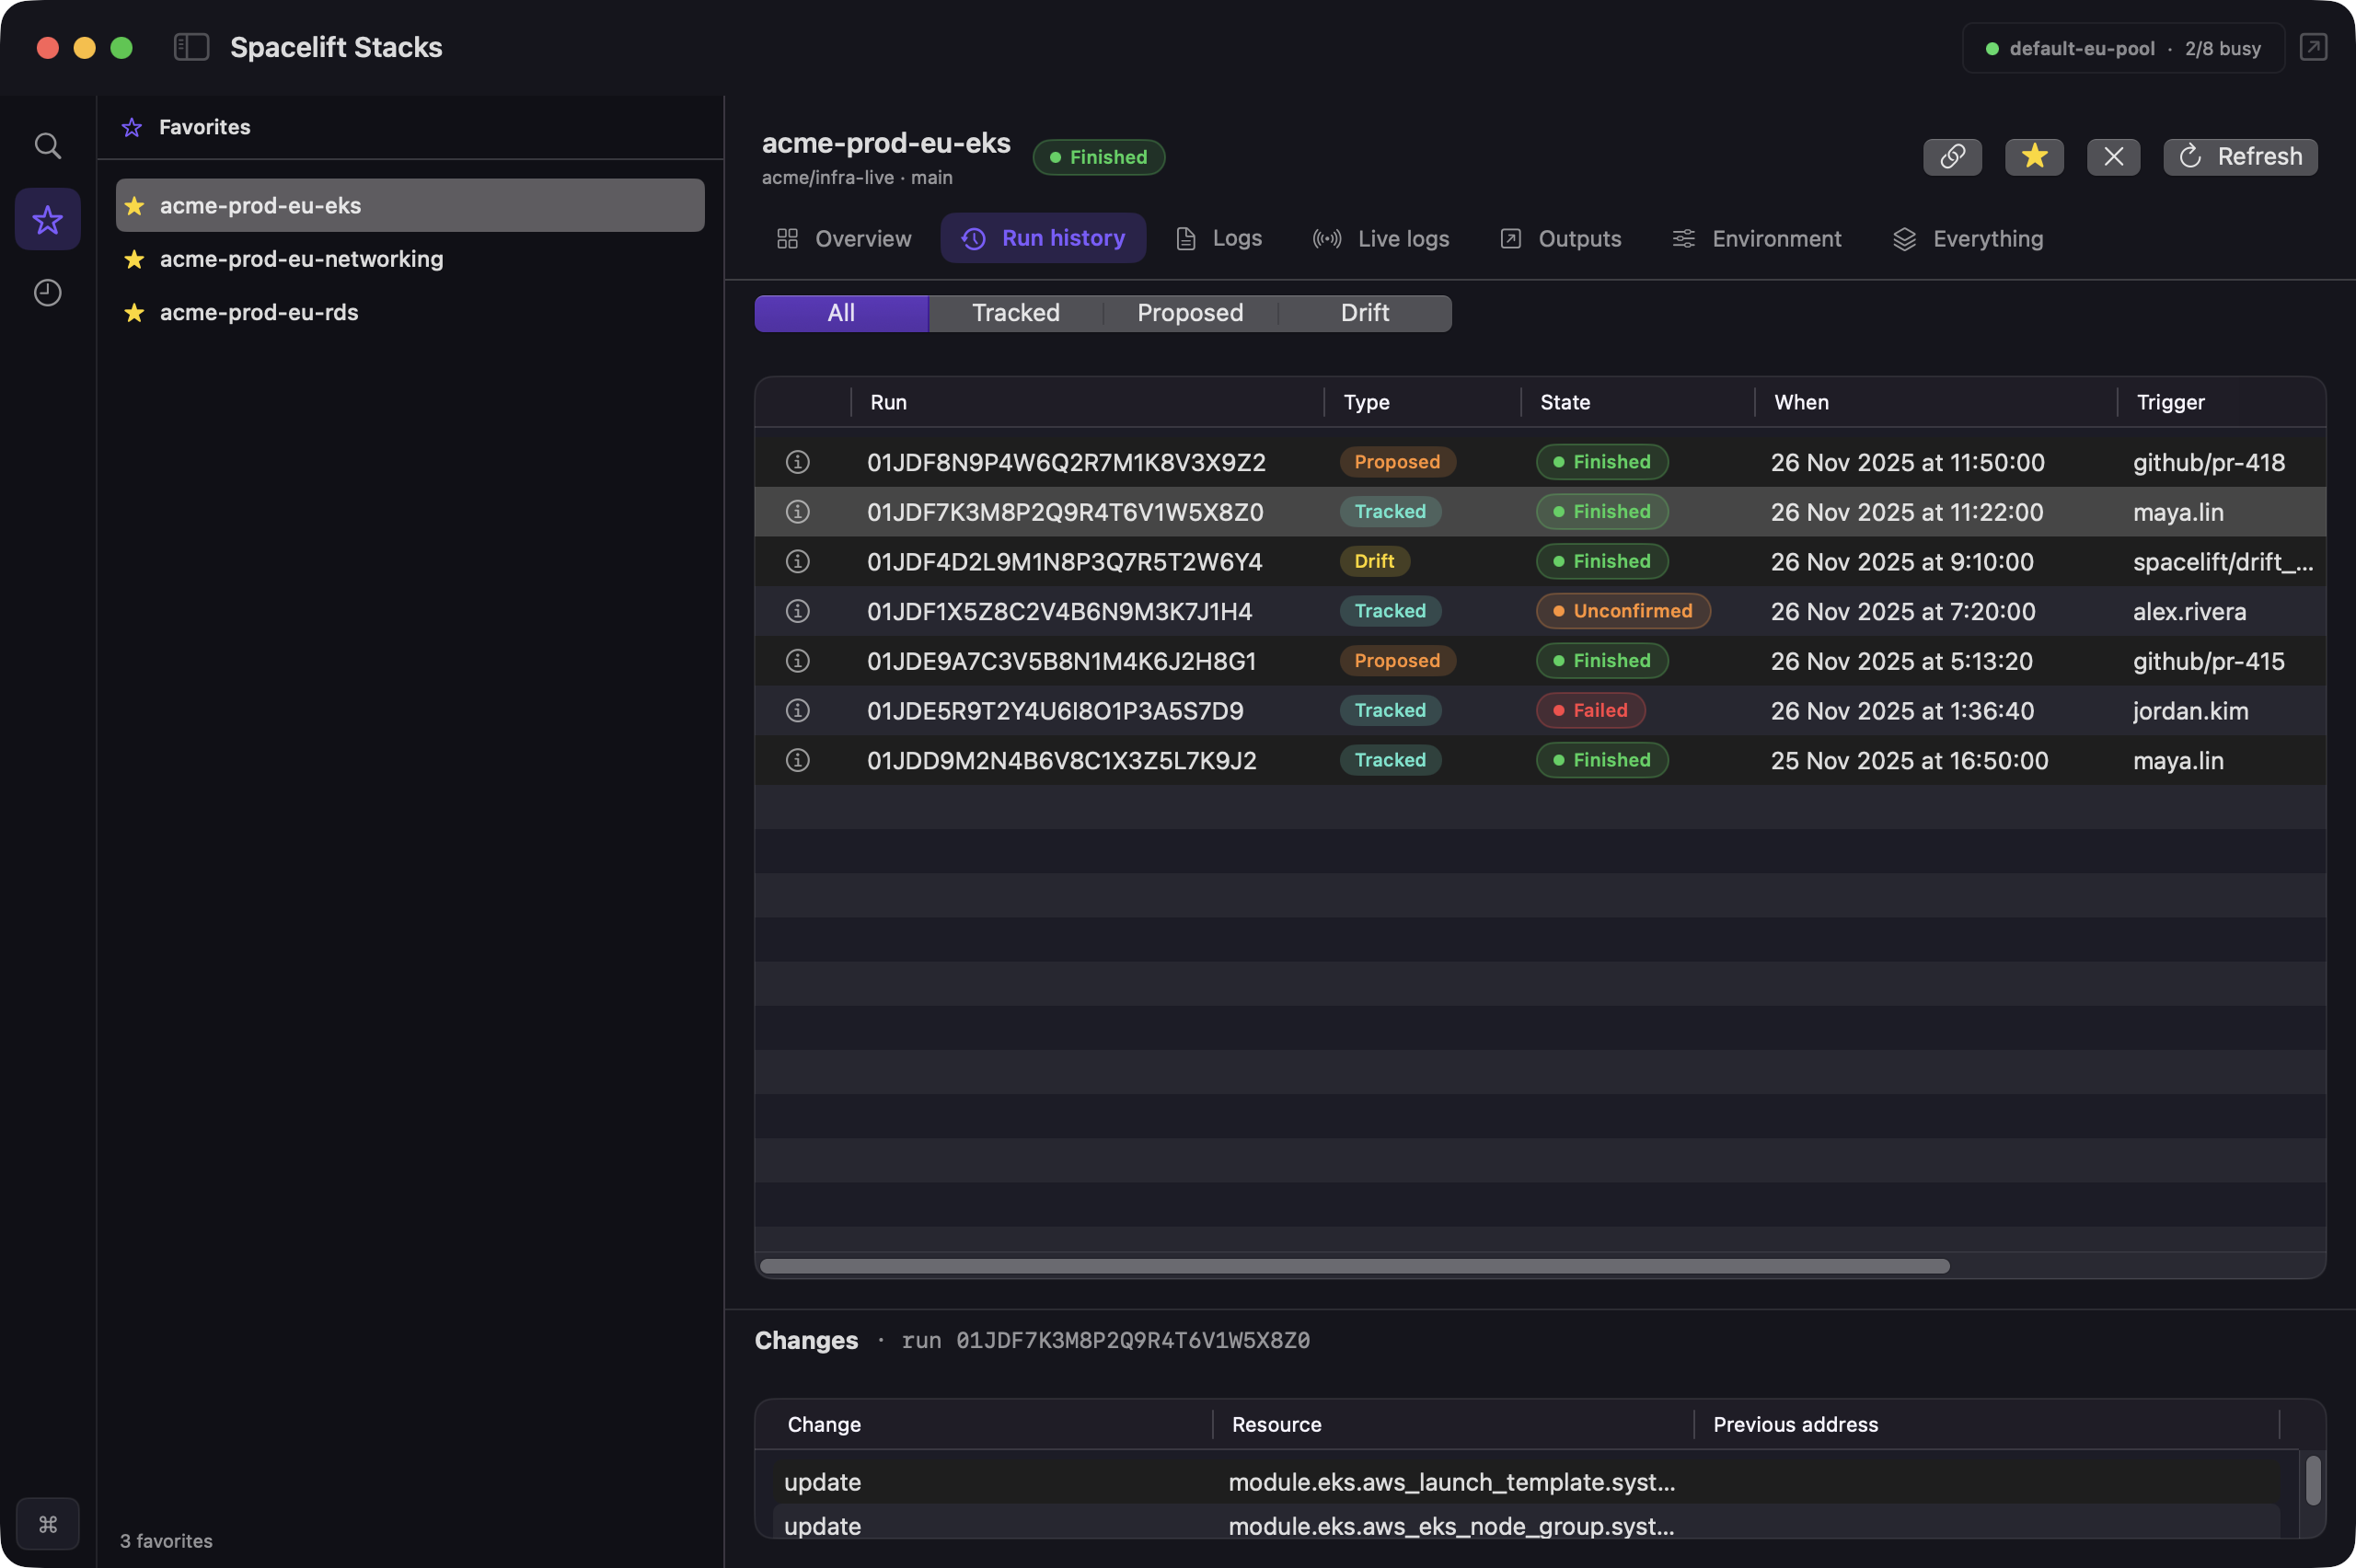 Spacelift Stacks
default-eu-pool · 2/8 busy
Favorites
acme-prod-eu-eks
acme-prod-eu-networking
acme-prod-eu-rds
3 favorites
⌘
acme-prod-eu-eks
Finished
acme/infra-live · main
Refresh
Overview Run history Logs Live logs Outputs Environment Everything
All Tracked Proposed Drift
Run Type State When Trigger
01JDF8N9P4W6Q2R7M1K8V3X9Z2 Proposed Finished 26 Nov 2025 at 11:50:00 github/pr-418
01JDF7K3M8P2Q9R4T6V1W5X8Z0 Tracked Finished 26 Nov 2025 at 11:22:00 maya.lin
01JDF4D2L9M1N8P3Q7R5T2W6Y4 Drift Finished 26 Nov 2025 at 9:10:00 spacelift/drift_...
01JDF1X5Z8C2V4B6N9M3K7J1H4 Tracked Unconfirmed 26 Nov 2025 at 7:20:00 alex.rivera
01JDE9A7C3V5B8N1M4K6J2H8G1 Proposed Finished 26 Nov 2025 at 5:13:20 github/pr-415
01JDE5R9T2Y4U6I8O1P3A5S7D9 Tracked Failed 26 Nov 2025 at 1:36:40 jordan.kim
01JDD9M2N4B6V8C1X3Z5L7K9J2 Tracked Finished 25 Nov 2025 at 16:50:00 maya.lin
Changes · run 01JDF7K3M8P2Q9R4T6V1W5X8Z0
Change Resource Previous address
update module.eks.aws_launch_template.syst...
update module.eks.aws_eks_node_group.syst...